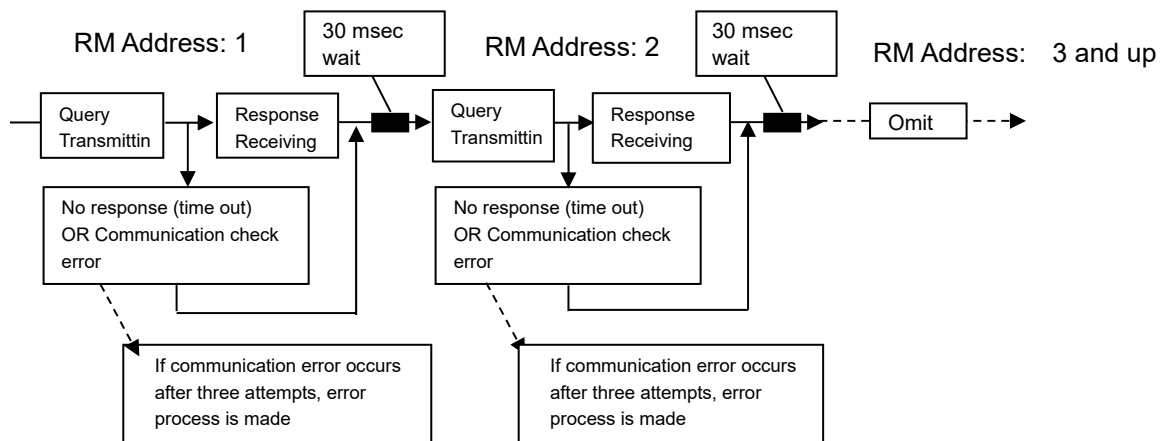 RM Address: 1
30 msec
wait
RM Address: 2
30 msec
wait
RM Address: 3 and up
Query
Transmittin
Response
Receiving
Query
Transmittin
Response
Receiving
Omit
No response (time out)
OR Communication check
error
No response (time out)
OR Communication check
error
If communication error occurs
after three attempts, error
process is made
If communication error occurs
after three attempts, error
process is made